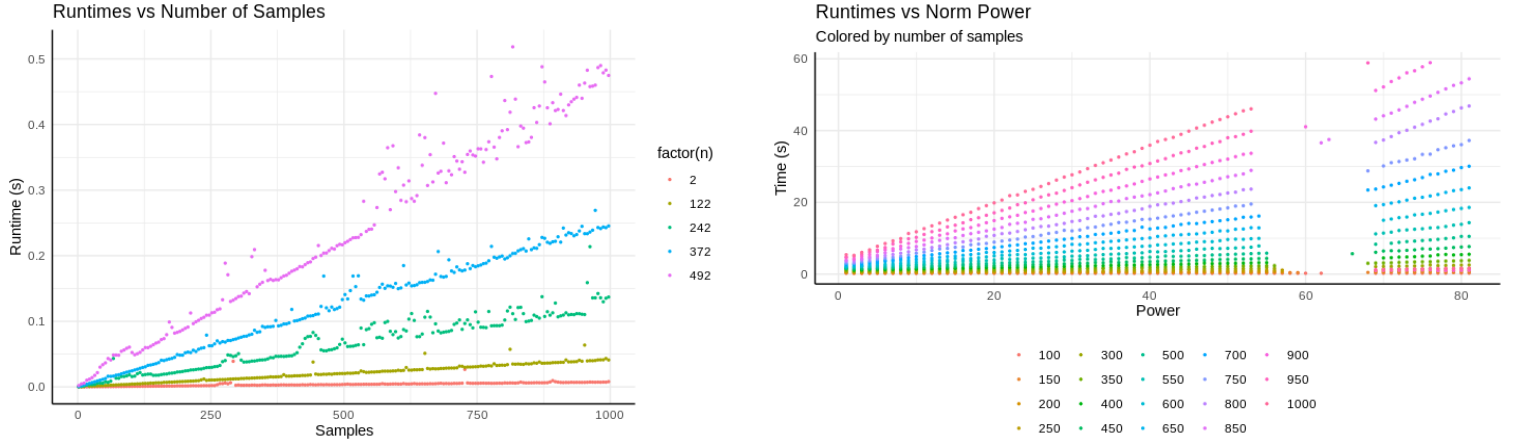 Runtimes vs Number of Samples
Runtime (s)
0.5
0.4
0.3
0.2
0.1
0.0
0 250 500 750 1000
Samples
factor(n)
2
122
242
372
492
Runtimes vs Norm Power
Colored by number of samples
Time (s)
60
40
20
0
0 20 40 60 80
Power
100 300 500 700 900
150 350 550 750 950
200 400 600 800 1000
250 450 650 850